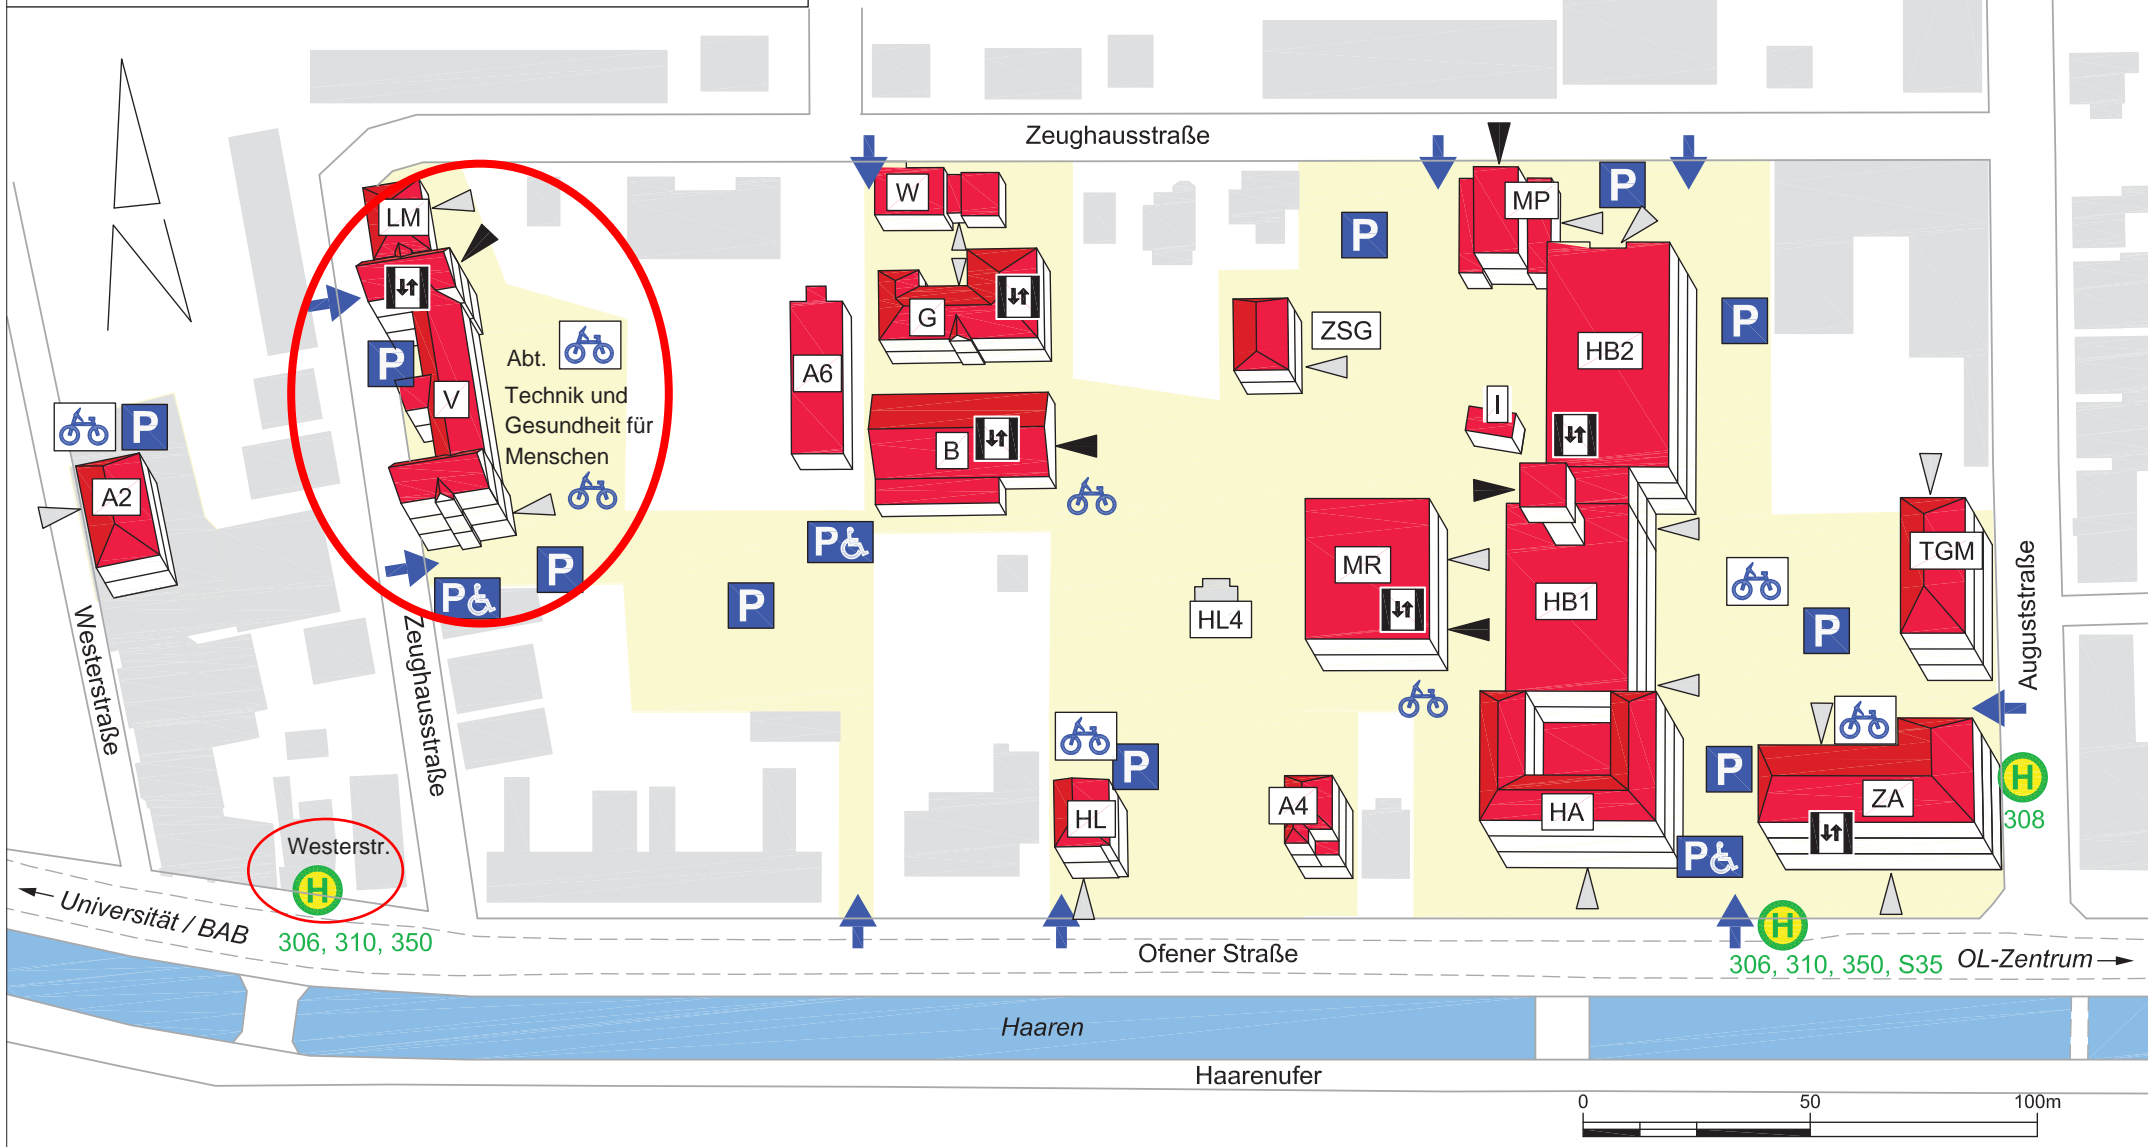 Zeughausstraße
W
P
MP
LM
P
G
P
ZSG
HB2
Abt.
Technik und
Gesundheit für
Menschen
P
V
A6
I
P
A2
B
P
P
P
P
HL4
MR
HB1
TGM
P
P
Westerstraße
Zeughausstraße
Auguststraße
P
HL
A4
HA
P
ZA
H
308
P
Westerstr.
H
306, 310, 350
Universität / BAB
Ofener Straße
H
306, 310, 350, S35
OL-Zentrum
Haaren
Haarenufer
0 50 100m